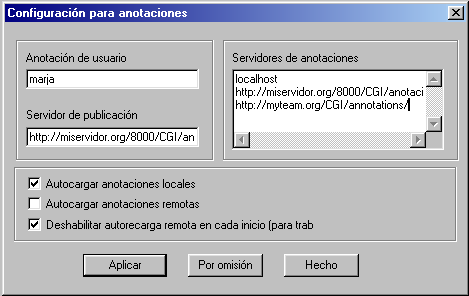 Configuración para anotaciones
Anotación de usuario
marja
Servidor de publicación
http://miservidor.org/8000/CGI/an
Servidores de anotaciones
localhost
http://miservidor.org/8000/CGI/anotaci
http://myteam.org/CGI/annotations/
Autocargar anotaciones locales
Autocargar anotaciones remotas
Deshabilitar autorecarga remota en cada inicio (para trab
Aplicar
Por omisión
Hecho